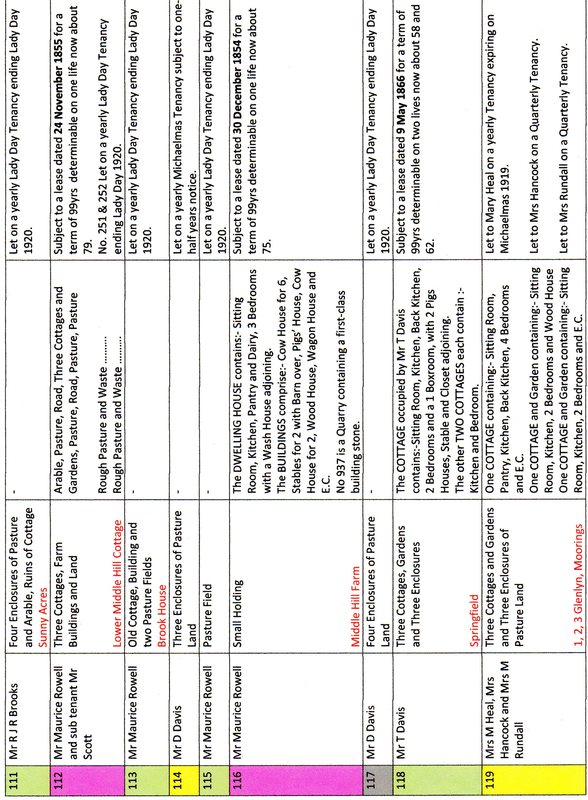 111
Mr R J R Brooks
Four Enclosures of Pasture
and Arable, Ruins of Cottage
Sunny Acres
-
Let on a yearly Lady Day Tenancy ending Lady Day
1920.
112
Mr Maurice Rowell
and sub tenant Mr
Scott
Three Cottages, Farm
Buildings and Land
Lower Middle Hill Cottage
Arable, Pasture, Road, Three Cottages and
Gardens, Pasture, Road, Pasture, Pasture
Rough Pasture and Waste ..........
Rough Pasture and Waste ..........
Subject to a lease dated 24 November 1855 for a
term of 99yrs determinable on one life now about
79.
No. 251 & 252 Let on a yearly Lady Day Tenancy
ending Lady Day 1920.
113
Mr Maurice Rowell
Old Cottage, Building and
two Pasture Fields
Brook House
-
Let on a yearly Lady Day Tenancy ending Lady Day
1920.
114
Mr D Davis
Three Enclosures of Pasture
Land
-
Let on a yearly Michaelmas Tenancy subject to one-
half years notice.
115
Mr Maurice Rowell
Pasture Field
-
Let on a yearly Lady Day Tenancy ending Lady Day
1920.
116
Mr Maurice Rowell
Small Holding
Middle Hill Farm
The DWELLING HOUSE contains:- Sitting
Room, Kitchen, Pantry and Dairy, 3 Bedrooms
with a Wash House adjoining.
The BUILDINGS comprise:- Cow House for 6,
Stables for 2 with Barn over, Pigs' House, Cow
House for 2, Wood House, Wagon House and
E.C.
No 937 is a Quarry containing a first-class
building stone.
Subject to a lease dated 30 December 1854 for a
term of 99yrs determinable on one life now about
75.
117
Mr D Davis
Four Enclosures of Pasture
Land
-
Let on a yearly Lady Day Tenancy ending Lady Day
1920.
118
Mr T Davis
Three Cottages, Gardens
and Three Enclosures
Springfield
The COTTAGE occupied by Mr T Davis
contains:-Sitting Room, Kitchen, Back Kitchen,
2 Bedrooms and a 1 Boxroom, with 2 Pigs
Houses, Stable and Closet adjoining.
The other TWO COTTAGES each contain :-
Kitchen and Bedroom.
Subject to a lease dated 9 May 1866 for a term of
99yrs determinable on two lives now about 58 and
62.
119
Mrs M Heal, Mrs
Hancock and Mrs M
Rundall
Three Cottages and Gardens
and Three Enclosures of
Pasture Land
1, 2, 3 Glenlyn, Moorings
One COTTAGE containing:- Sitting Room,
Pantry, Kitchen, Back Kitchen, 4 Bedrooms
and E.C.
One COTTAGE and Garden containing:- Sitting
Room, Kitchen, 2 Bedrooms and Wood House
One COTTAGE and Garden containing:- Sitting
Room, Kitchen, 2 Bedrooms and E.C.
Let to Mary Heal on a yearly Tenancy expiring on
Michaelmas 1919.
Let to Mrs Hancock on a Quarterly Tenancy.
Let to Mrs Rundall on a Quarterly Tenancy.